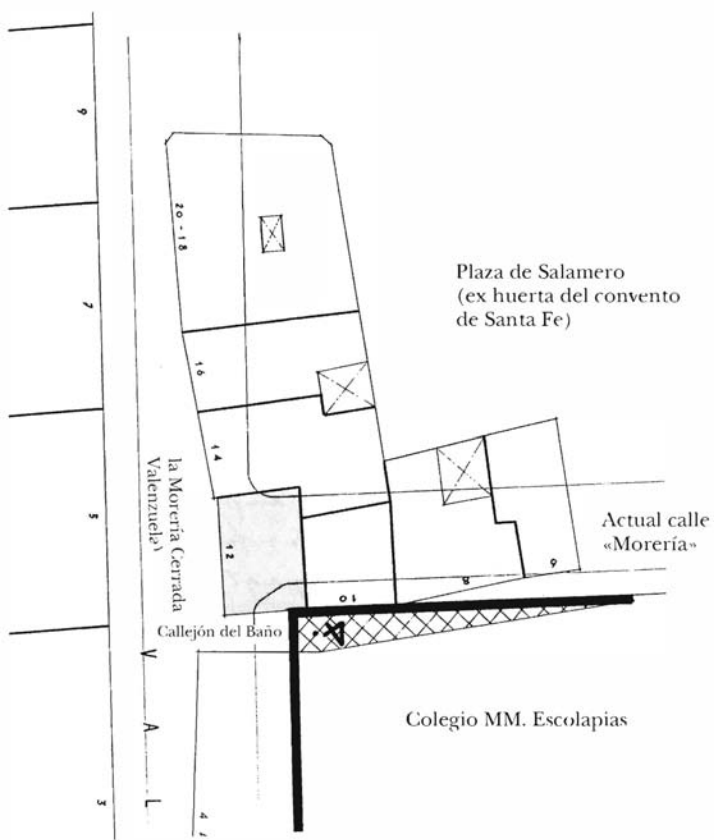 9
20-18
Plaza de Salamero
(ex huerta del convento
de Santa Fe)
7
16
14
la Morería Cerrada
Valenzuela)
5
12
Actual calle
«Morería»
6
8
10
Callejón del Baño
A
V A L
Colegio MM. Escolapias
3
4